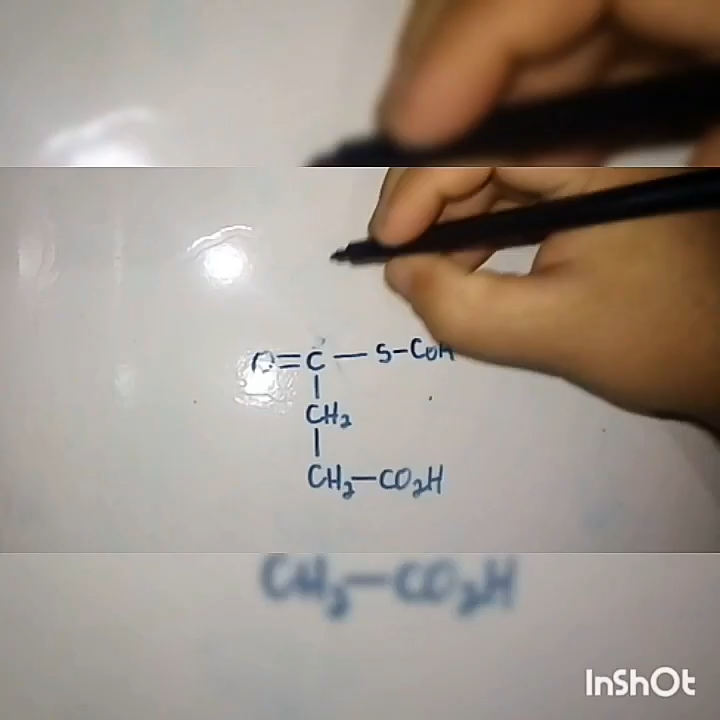 O=C—S-CoA
CH₂
CH₂—CO₂H
CH₂—CO₂H
InShOt